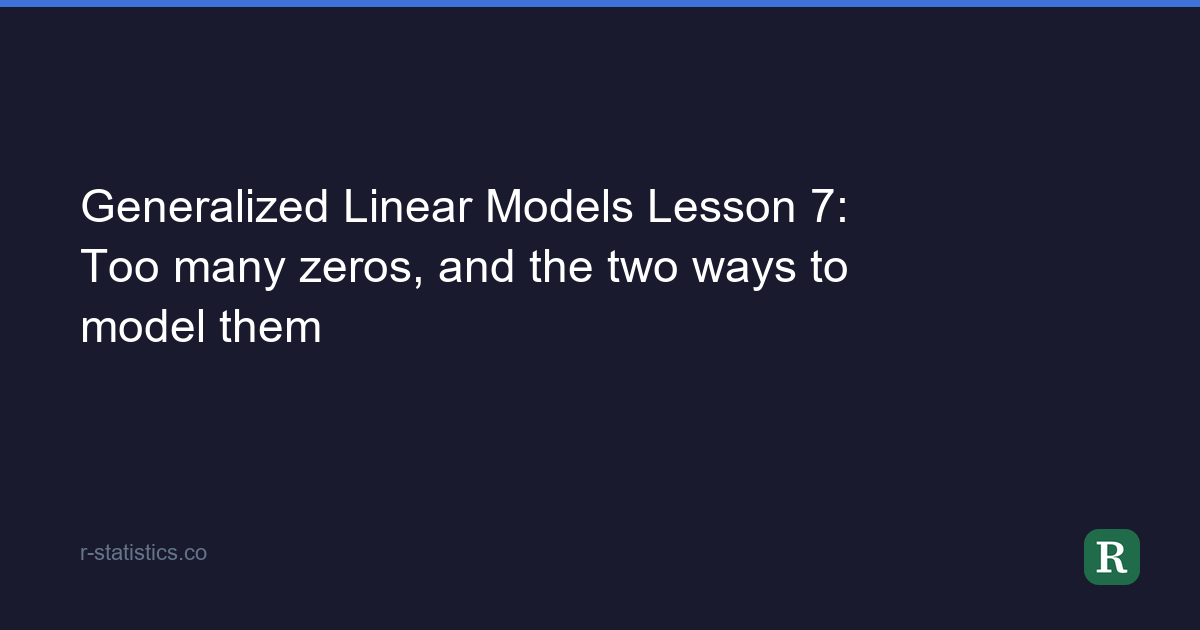 Generalized Linear Models Lesson 7:
Too many zeros, and the two ways to
model them
r-statistics.co
R